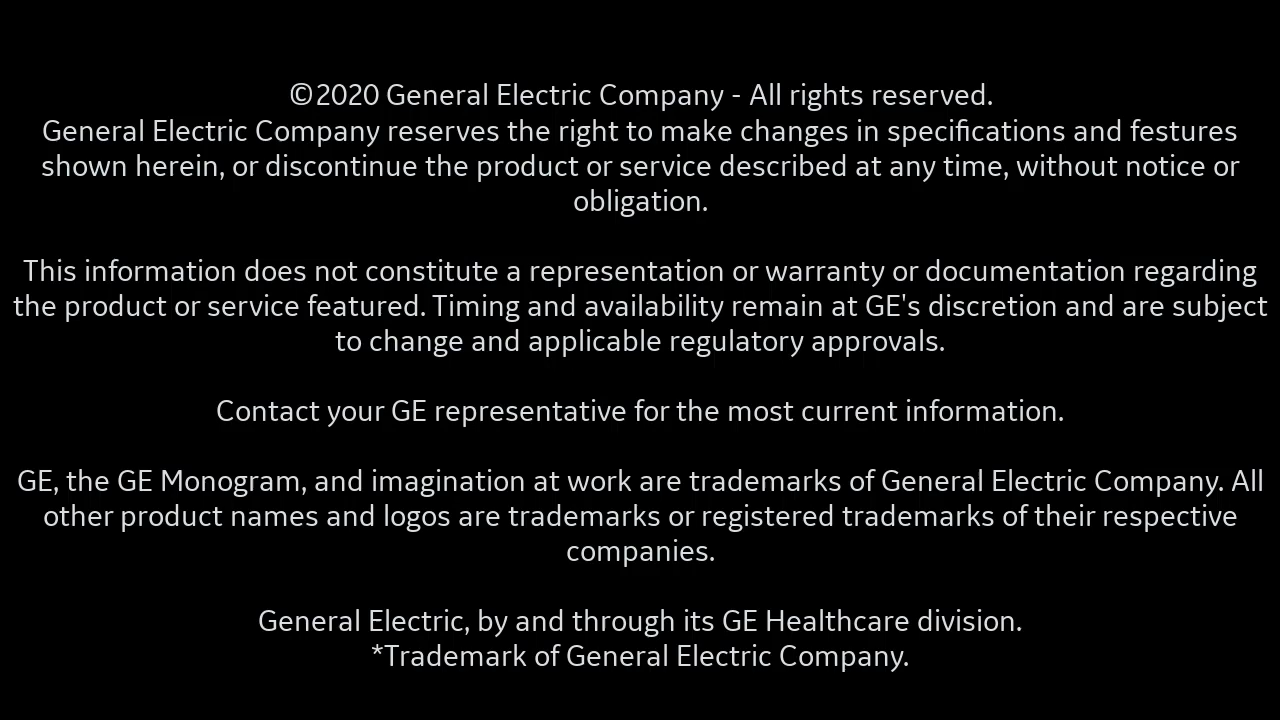 ©2020 General Electric Company - All rights reserved.
General Electric Company reserves the right to make changes in specifications and festures
shown herein, or discontinue the product or service described at any time, without notice or
obligation.
This information does not constitute a representation or warranty or documentation regarding
the product or service featured. Timing and availability remain at GE's discretion and are subject
to change and applicable regulatory approvals.
Contact your GE representative for the most current information.
GE, the GE Monogram, and imagination at work are trademarks of General Electric Company. All
other product names and logos are trademarks or registered trademarks of their respective
companies.
General Electric, by and through its GE Healthcare division.
*Trademark of General Electric Company.